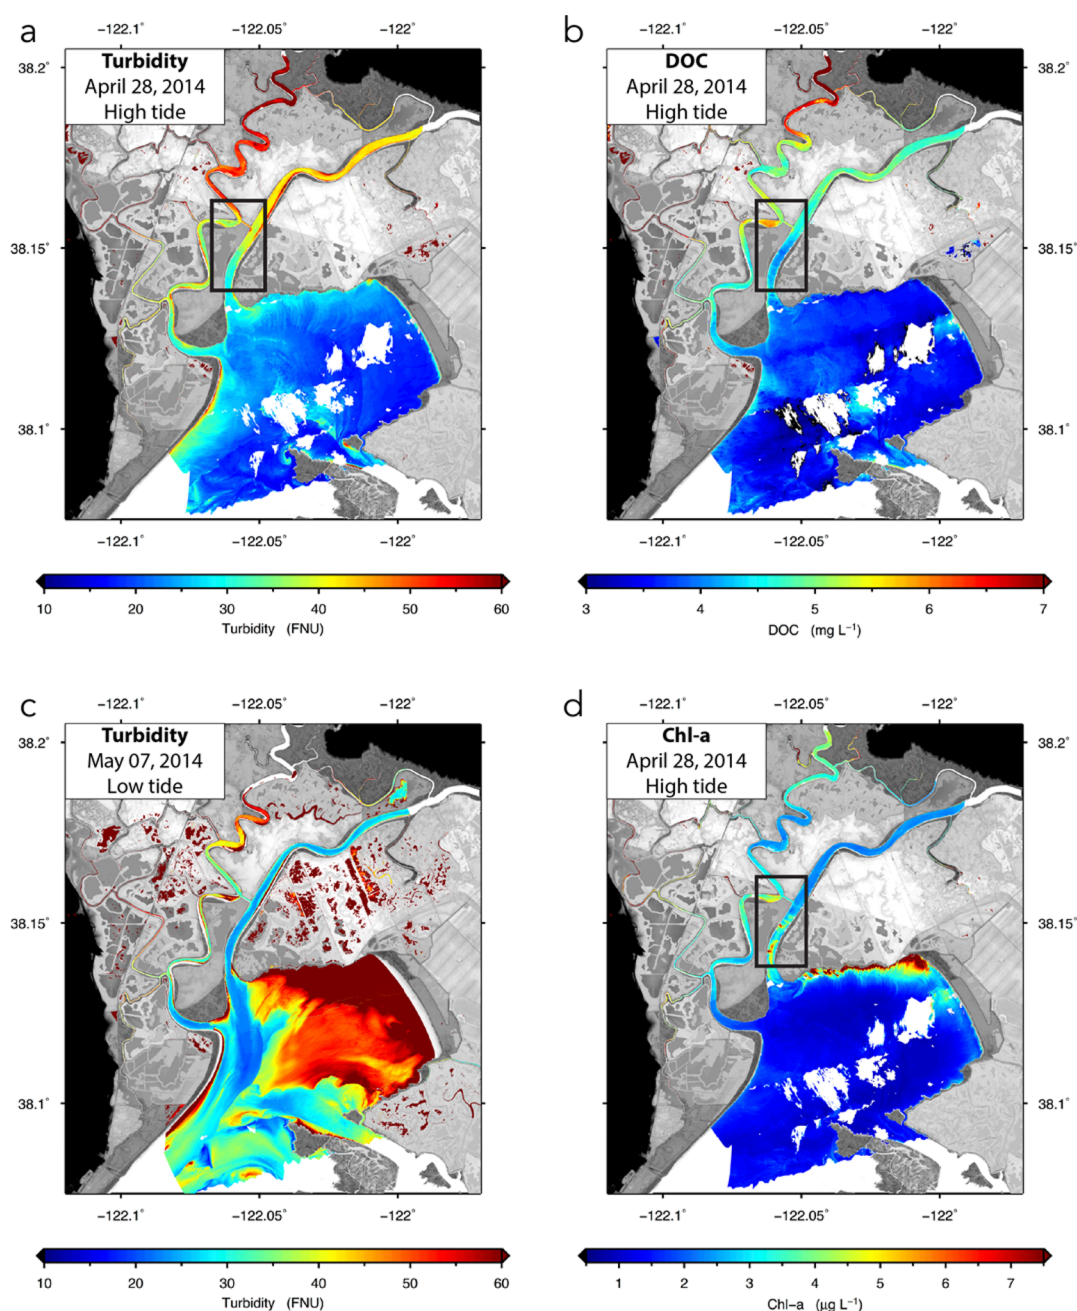 a
−122.1° −122.05° −122°
Turbidity
April 28, 2014
High tide
38.2°
38.15°
38.1°
−122.1° −122.05° −122°
10 20 30 40 50 60
Turbidity (FNU)
b
−122.1° −122.05° −122°
DOC
April 28, 2014
High tide
38.2°
38.15°
38.1°
−122.1° −122.05° −122°
3 4 5 6 7
DOC (mg L⁻¹)
c
−122.1° −122.05° −122°
Turbidity
May 07, 2014
Low tide
38.2°
38.15°
38.1°
−122.1° −122.05° −122°
10 20 30 40 50 60
Turbidity (FNU)
d
−122.1° −122.05° −122°
Chl-a
April 28, 2014
High tide
38.2°
38.15°
38.1°
−122.1° −122.05° −122°
1 2 3 4 5 6 7
Chl−a (µg L⁻¹)